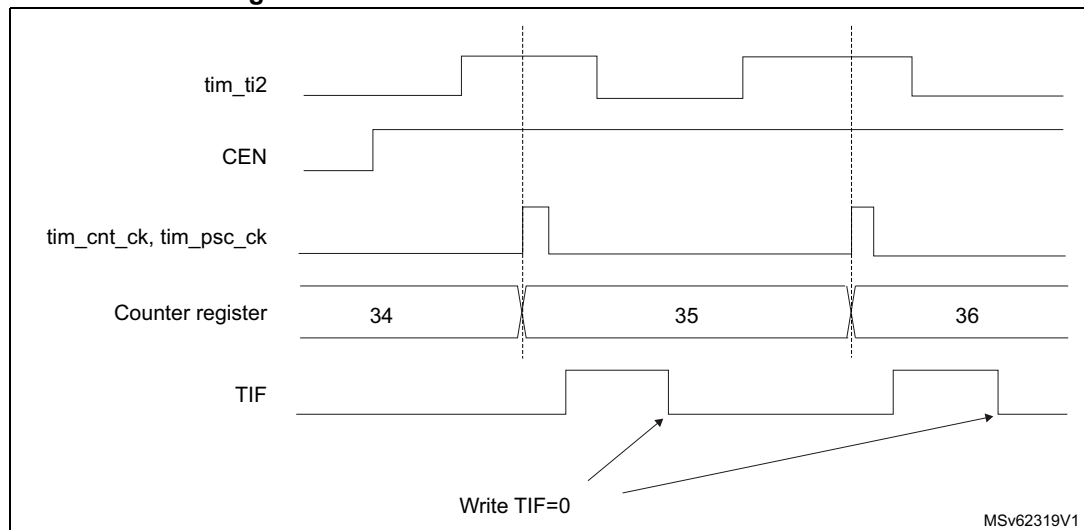 tim_ti2
CEN
tim_cnt_ck, tim_psc_ck
Counter register 34 35 36
TIF
Write TIF=0
MSv62319V1